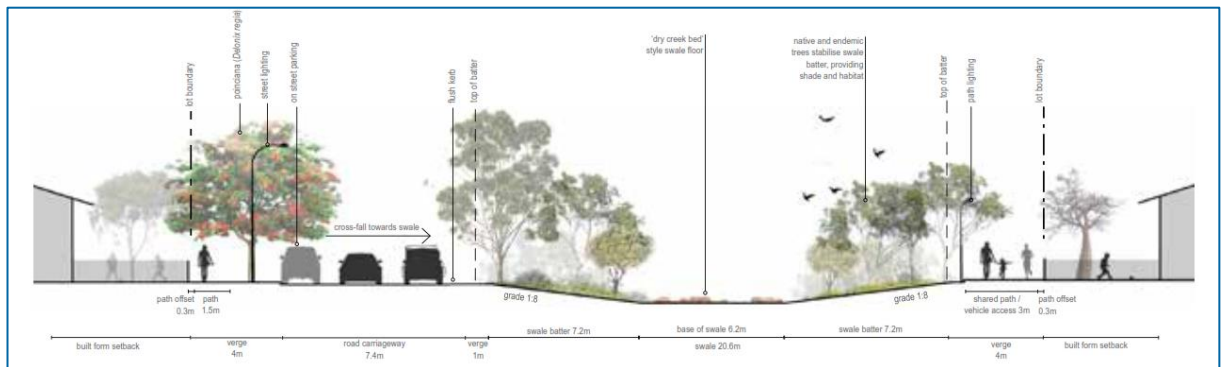 lot boundary
poinciana (Delonix regia)
street lighting
on street parking
flush kerb
top of batter
'dry creek bed'
style swale floor
native and endemic
trees stabilise swale
batter, providing
shade and habitat
top of batter
path lighting
lot boundary
cross-fall towards swale
grade 1:8
grade 1:8
path offset
0.3m
path
1.5m
shared path /
vehicle access 3m
path offset
0.3m
swale batter 7.2m
base of swale 6.2m
swale batter 7.2m
built form setback
verge
4m
road carriageway
7.4m
verge
1m
swale 20.6m
verge
4m
built form setback